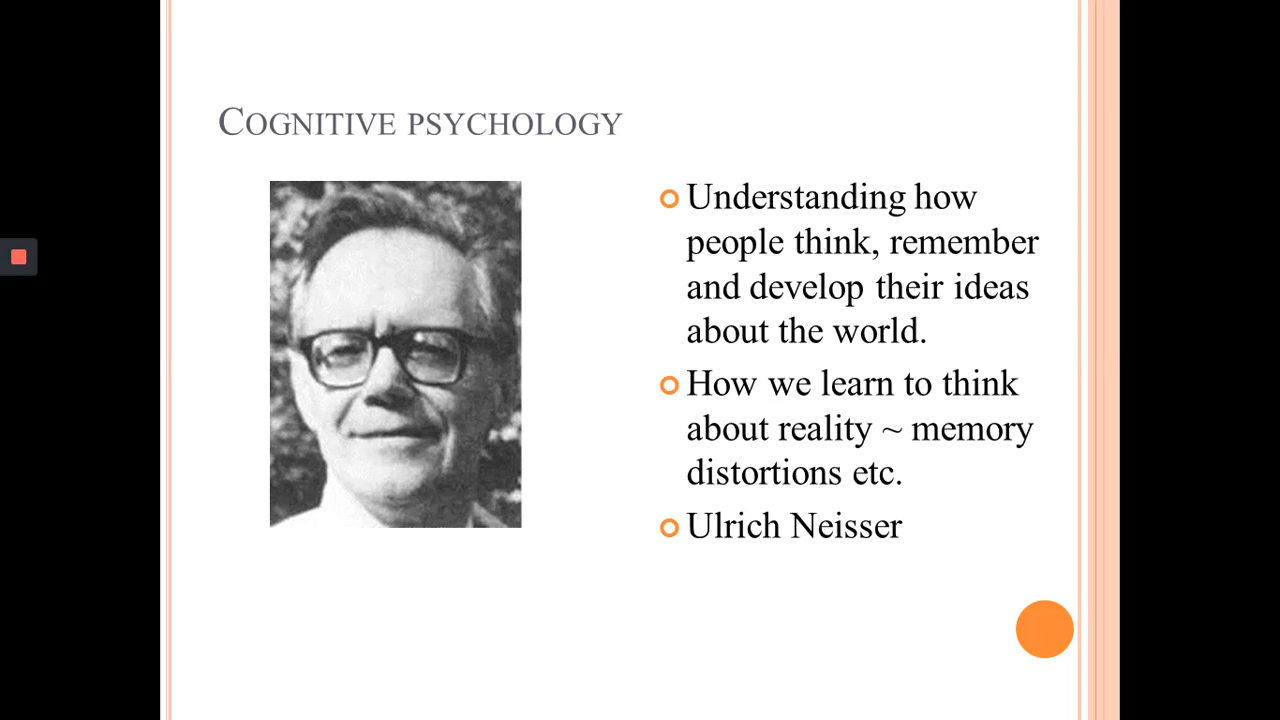 COGNITIVE PSYCHOLOGY
Understanding how
people think, remember
and develop their ideas
about the world.
How we learn to think
about reality ~ memory
distortions etc.
Ulrich Neisser